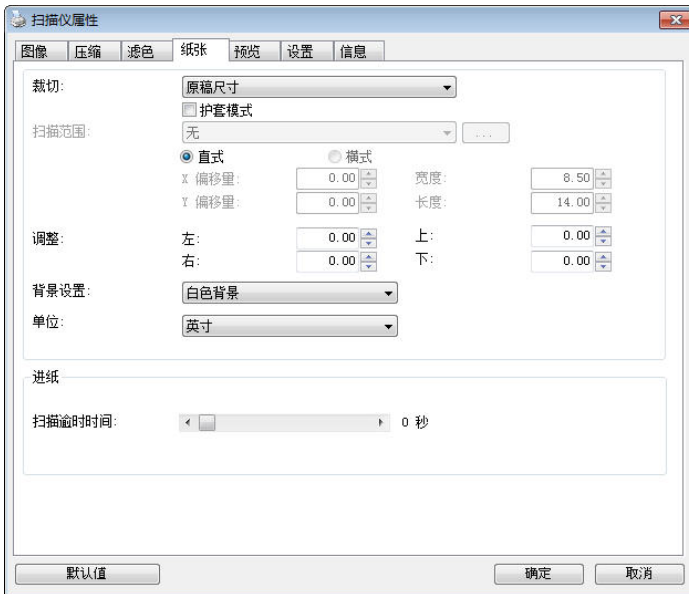 扫描仪属性
图像 压缩 滤色 纸张 预览 设置 信息
裁切: 原稿尺寸
护套模式
扫描范围: 无 ...
直式 横式
X 偏移量: 0.00 宽度: 8.50
Y 偏移量: 0.00 长度: 14.00
调整: 左: 0.00 上: 0.00
右: 0.00 下: 0.00
背景设置: 白色背景
单位: 英寸
进纸
扫描逾时时间: 0 秒
默认值 确定 取消